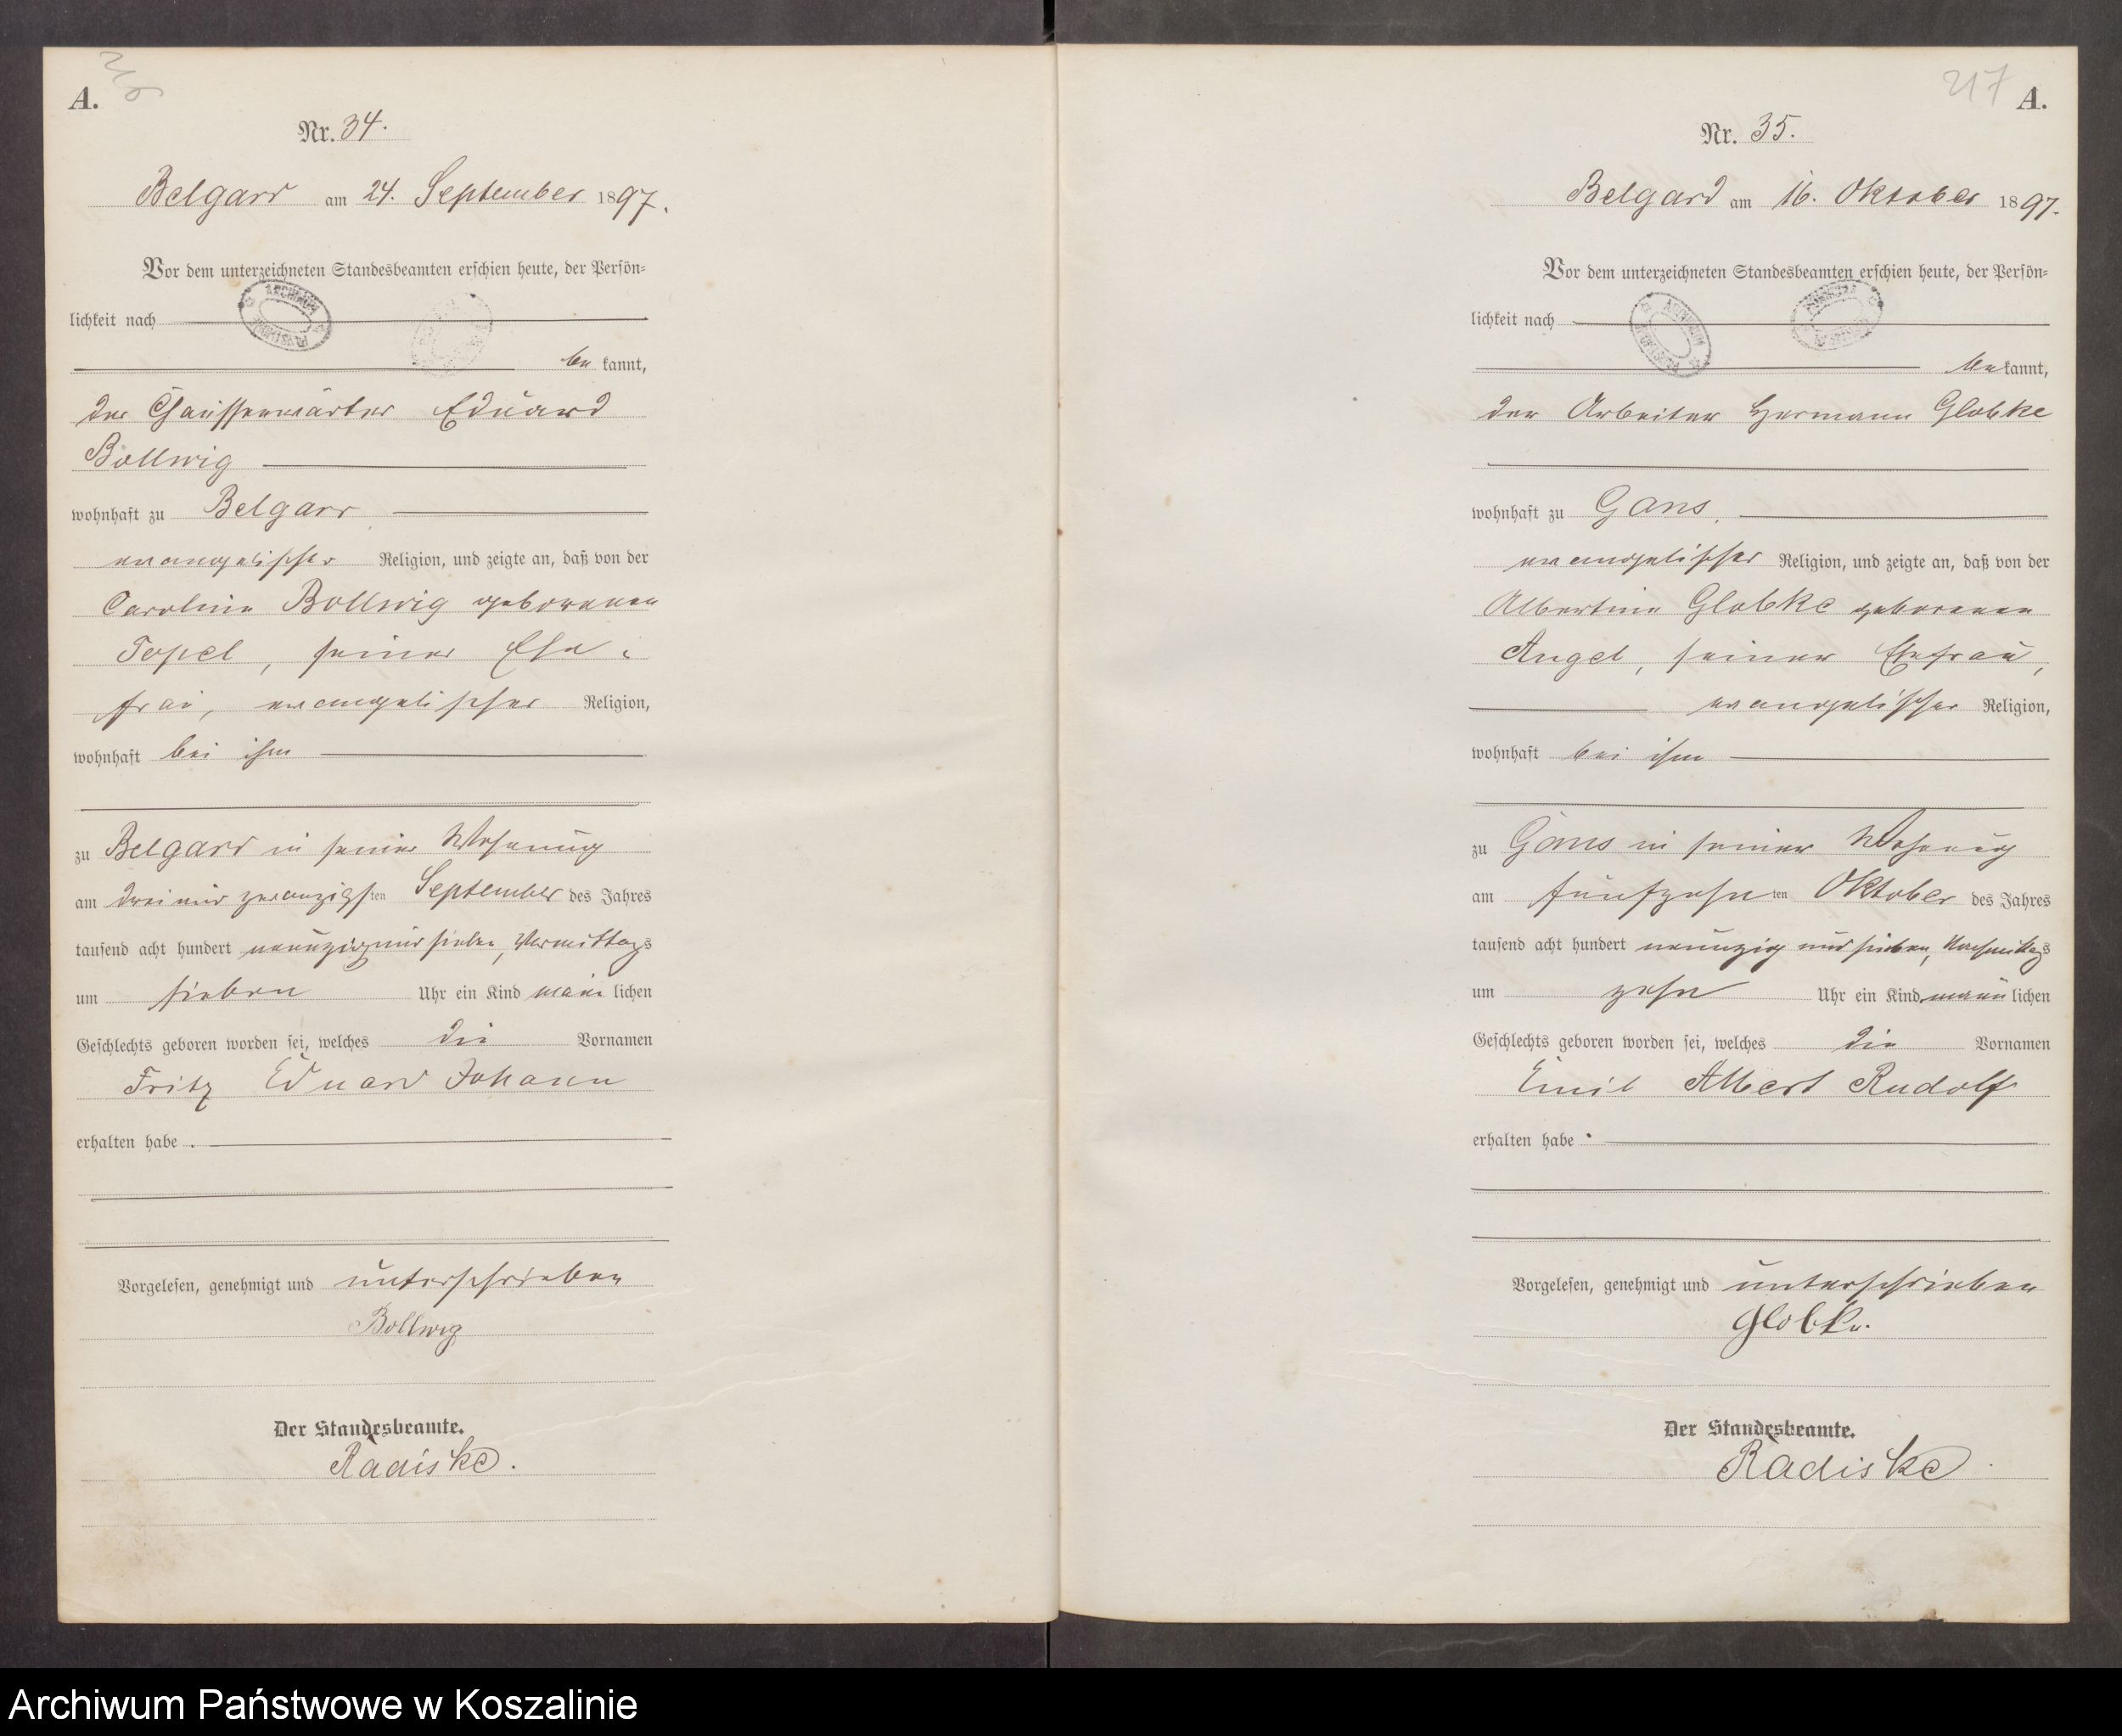 A.
Nr. 34.
Belgard am 24. September 1897.
Vor dem unterzeichneten Standesbeamten erschien heute, der Persön-
lichkeit nach
be kannt,
der Chausseewärter Eduard
Bollwig
wohnhaft zu Belgard
evangelischer Religion, und zeigte an, daß von der
Caroline Bollwig geborenen
Topel, seiner Ehe-
frau, evangelischer Religion,
wohnhaft bei ihm
zu Belgard in seiner Wohnung
am dreiundzwanzigsten September des Jahres
tausend acht hundert neunzig und sieben, Vormittags
um sieben Uhr ein Kind männlichen
Geschlechts geboren worden sei, welches die Vornamen
Fritz Eduard Johann
erhalten habe.
Vorgelesen, genehmigt und unterschrieben
Bollwig
Der Standesbeamte.
Radiske.
217 A.
Nr. 35.
Belgard am 16. Oktober 1897.
Vor dem unterzeichneten Standesbeamten erschien heute, der Persön-
lichkeit nach
bekannt,
der Arbeiter Hermann Globke
wohnhaft zu Gans,
evangelischer Religion, und zeigte an, daß von der
Albertine Globke geborenen
Angel, seiner Ehefrau,
evangelischer Religion,
wohnhaft bei ihm
zu Gans in seiner Wohnung
am fünfzehnten Oktober des Jahres
tausend acht hundert neunzig und sieben, Nachmittags
um zehn Uhr ein Kind männlichen
Geschlechts geboren worden sei, welches die Vornamen
Emil Albert Rudolf
erhalten habe.
Vorgelesen, genehmigt und unterschrieben
Globke.
Der Standesbeamte.
Radiske.
Archiwum Państwowe w Koszalinie